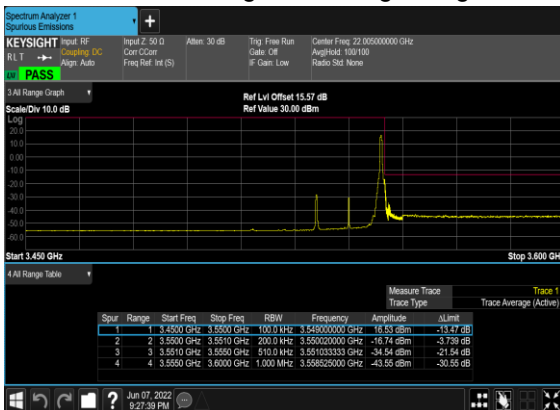 Spectrum Analyzer 1
Spurious Emissions
KEYSIGHT Input: RF Input Z: 50 Ω Atten: 30 dB Trig: Free Run Center Freq: 22.005000000 GHz
RLT Coupling: DC Corr CCorr Gate: Off Avg|Hold: 100/100
Align: Auto Freq Ref: Int (S) IF Gain: Low Radio Std: None
PASS
3 All Range Graph
Ref Lvl Offset 15.57 dB
Scale/Div 10.0 dB Ref Value 30.00 dBm
Log
20.0
10.0
0.00
-10.0
-20.0
-30.0
-40.0
-50.0
-60.0
Start 3.450 GHz Stop 3.600 GH
4 All Range Table
Measure Trace Trace 1
Trace Type Trace Average (Active)
Spur Range Start Freq Stop Freq RBW Frequency Amplitude ΔLimit
1 1 3.4500 GHz 3.5500 GHz 100.0 kHz 3.549000000 GHz 16.53 dBm -13.47 dB
2 2 3.5500 GHz 3.5510 GHz 200.0 kHz 3.550020000 GHz -16.74 dBm -3.739 dB
3 3 3.5510 GHz 3.5550 GHz 510.0 kHz 3.551033333 GHz -34.54 dBm -21.54 dB
4 4 3.5550 GHz 3.6000 GHz 1.000 MHz 3.558525000 GHz -43.55 dBm -30.55 dB
Jun 07, 2022
9:27:39 PM